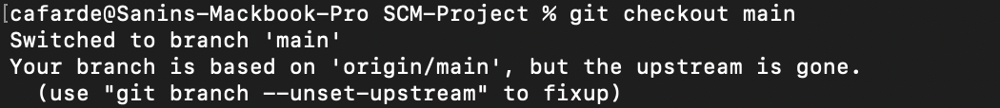 [cafarde@Sanins-Mackbook-Pro SCM-Project % git checkout main
Switched to branch 'main'
Your branch is based on 'origin/main', but the upstream is gone.
  (use "git branch --unset-upstream" to fixup)